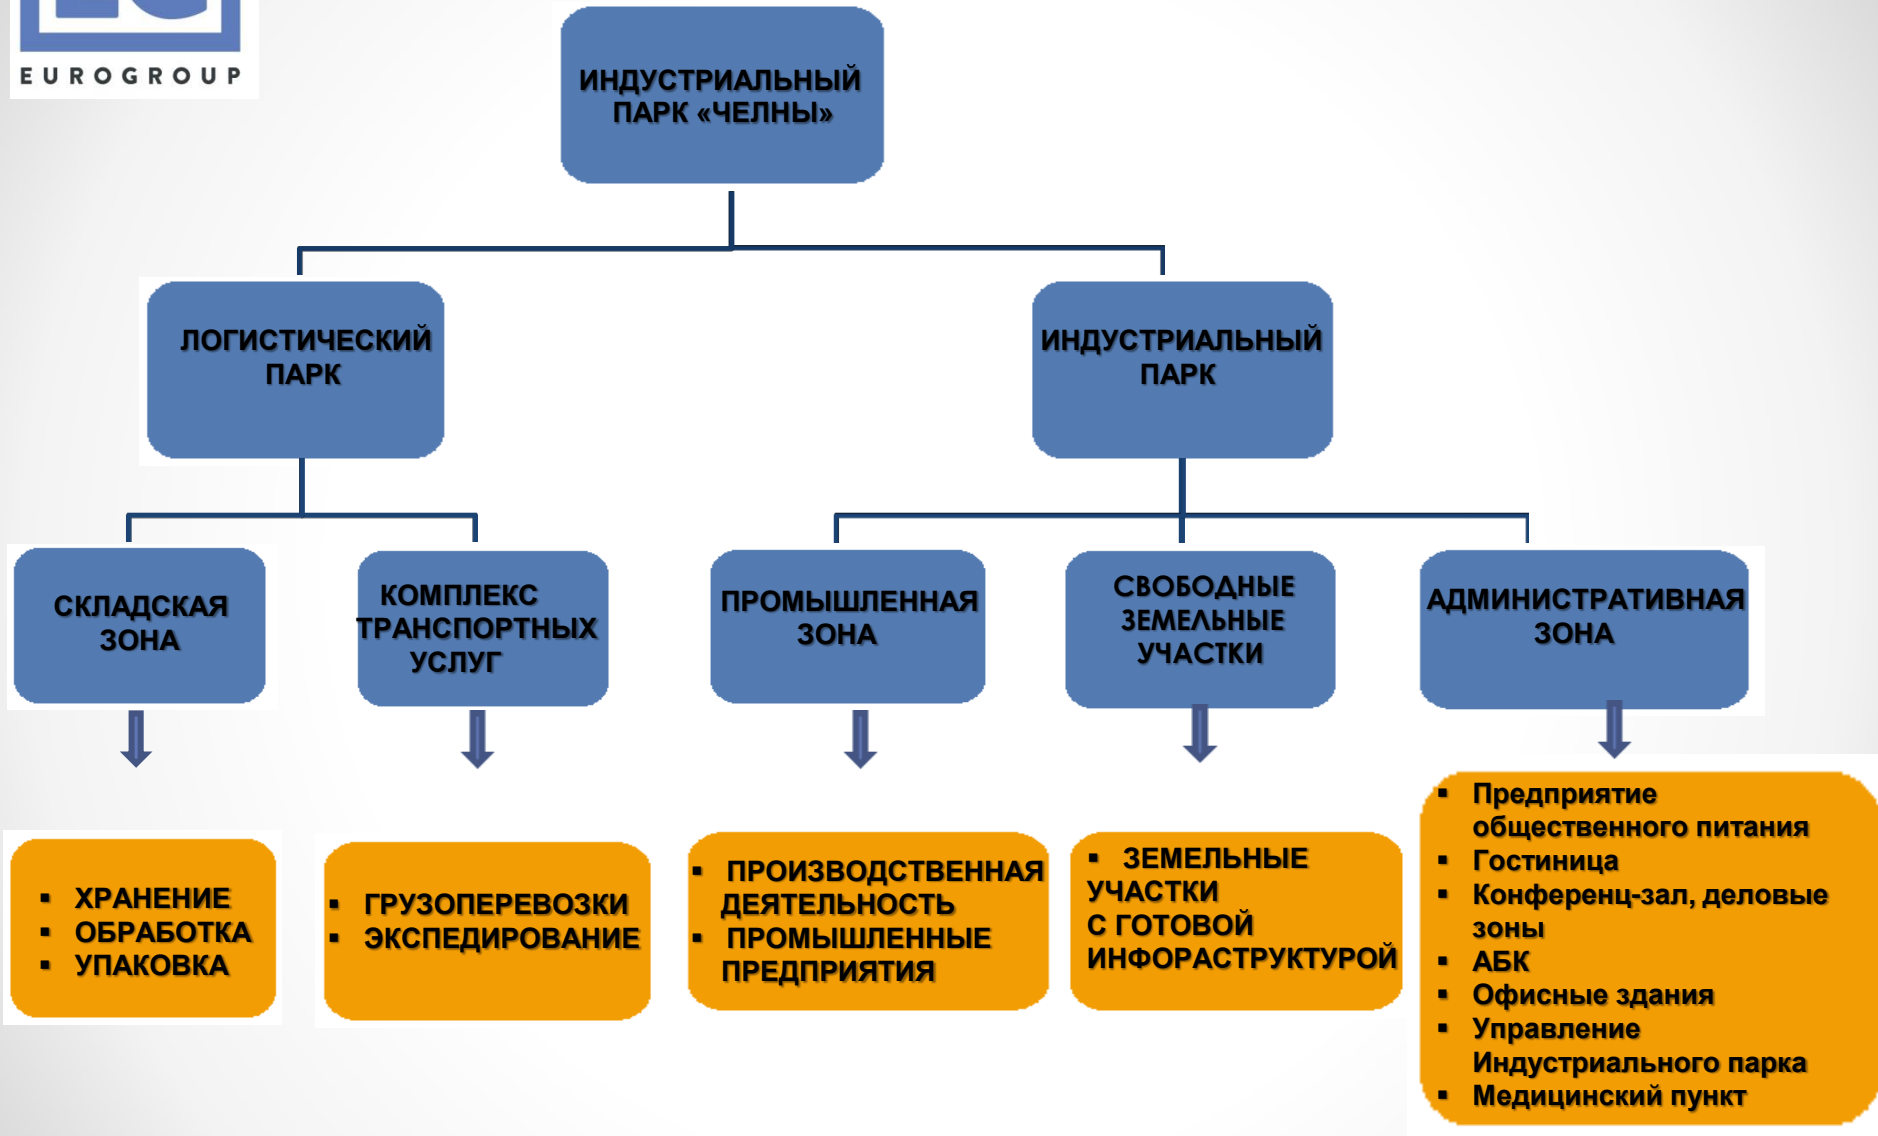 EUROGROUP
ИНДУСТРИАЛЬНЫЙ
ПАРК «ЧЕЛНЫ»
ЛОГИСТИЧЕСКИЙ
ПАРК
ИНДУСТРИАЛЬНЫЙ
ПАРК
СКЛАДСКАЯ
ЗОНА
КОМПЛЕКС
ТРАНСПОРТНЫХ
УСЛУГ
ПРОМЫШЛЕННАЯ
ЗОНА
СВОБОДНЫЕ
ЗЕМЕЛЬНЫЕ
УЧАСТКИ
АДМИНИСТРАТИВНАЯ
ЗОНА
▪ ХРАНЕНИЕ
▪ ОБРАБОТКА
▪ УПАКОВКА
▪ ГРУЗОПЕРЕВОЗКИ
▪ ЭКСПЕДИРОВАНИЕ
▪ ПРОИЗВОДСТВЕННАЯ
ДЕЯТЕЛЬНОСТЬ
▪ ПРОМЫШЛЕННЫЕ
ПРЕДПРИЯТИЯ
▪ ЗЕМЕЛЬНЫЕ
УЧАСТКИ
С ГОТОВОЙ
ИНФОРАСТРУКТУРОЙ
▪ Предприятие
общественного питания
▪ Гостиница
▪ Конференц-зал, деловые
зоны
▪ АБК
▪ Офисные здания
▪ Управление
Индустриального парка
▪ Медицинский пункт